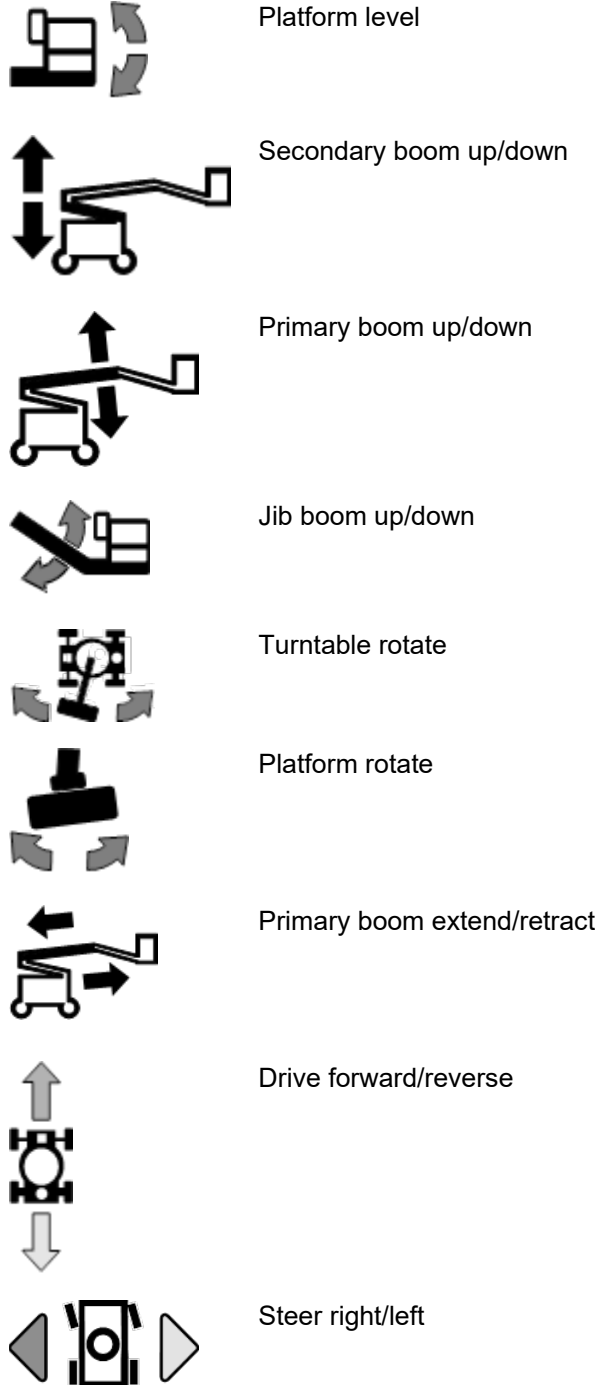 Platform level
Secondary boom up/down
Primary boom up/down
Jib boom up/down
Turntable rotate
Platform rotate
Primary boom extend/retract
Drive forward/reverse
Steer right/left